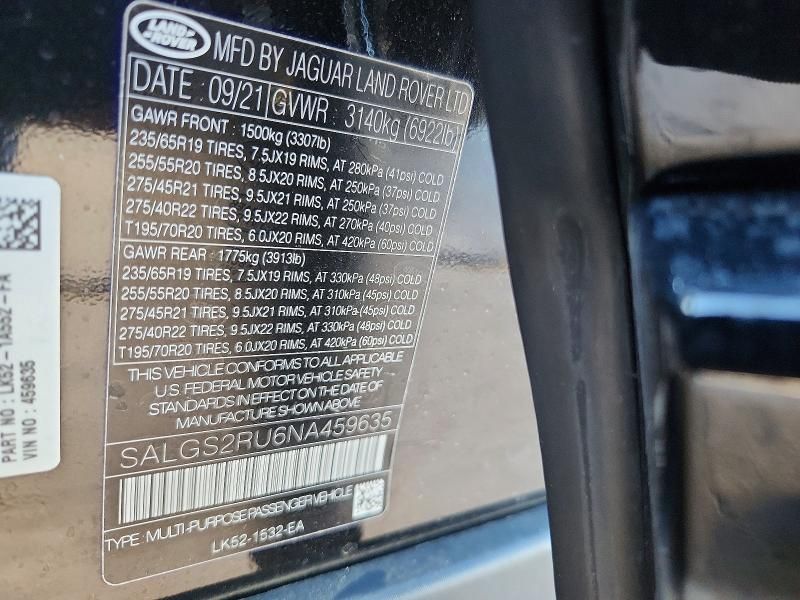 LAND ROVER
MFD BY JAGUAR LAND ROVER LTD
DATE 09/21 GVWR : 3140kg (6922lb)
GAWR FRONT : 1500kg (3307lb)
235/65R19 TIRES, 7.5JX19 RIMS, AT 280kPa (41psi) COLD
255/55R20 TIRES, 8.5JX20 RIMS, AT 250kPa (37psi) COLD
275/45R21 TIRES, 9.5JX21 RIMS, AT 250kPa (37psi) COLD
275/40R22 TIRES, 9.5JX22 RIMS, AT 270kPa (40psi) COLD
T195/70R20 TIRES, 6.0JX20 RIMS, AT 420kPa (60psi) COLD
GAWR REAR : 1775kg (3913lb)
235/65R19 TIRES, 7.5JX19 RIMS, AT 330kPa (48psi) COLD
255/55R20 TIRES, 8.5JX20 RIMS, AT 310kPa (45psi) COLD
275/45R21 TIRES, 9.5JX21 RIMS, AT 310kPa (45psi) COLD
275/40R22 TIRES, 9.5JX22 RIMS, AT 330kPa (48psi) COLD
T195/70R20 TIRES, 6.0JX20 RIMS, AT 420kPa (60psi) COLD
THIS VEHICLE CONFORMS TO ALL APPLICABLE
U.S. FEDERAL MOTOR VEHICLE SAFETY
STANDARDS IN EFFECT ON THE DATE OF
MANUFACTURE SHOWN ABOVE
SALGS2RU6NA459635
TYPE : MULTI-PURPOSE PASSENGER VEHICLE
LK52-1532-EA
PART NO : LK52-1A552-FA
VIN NO : 459635